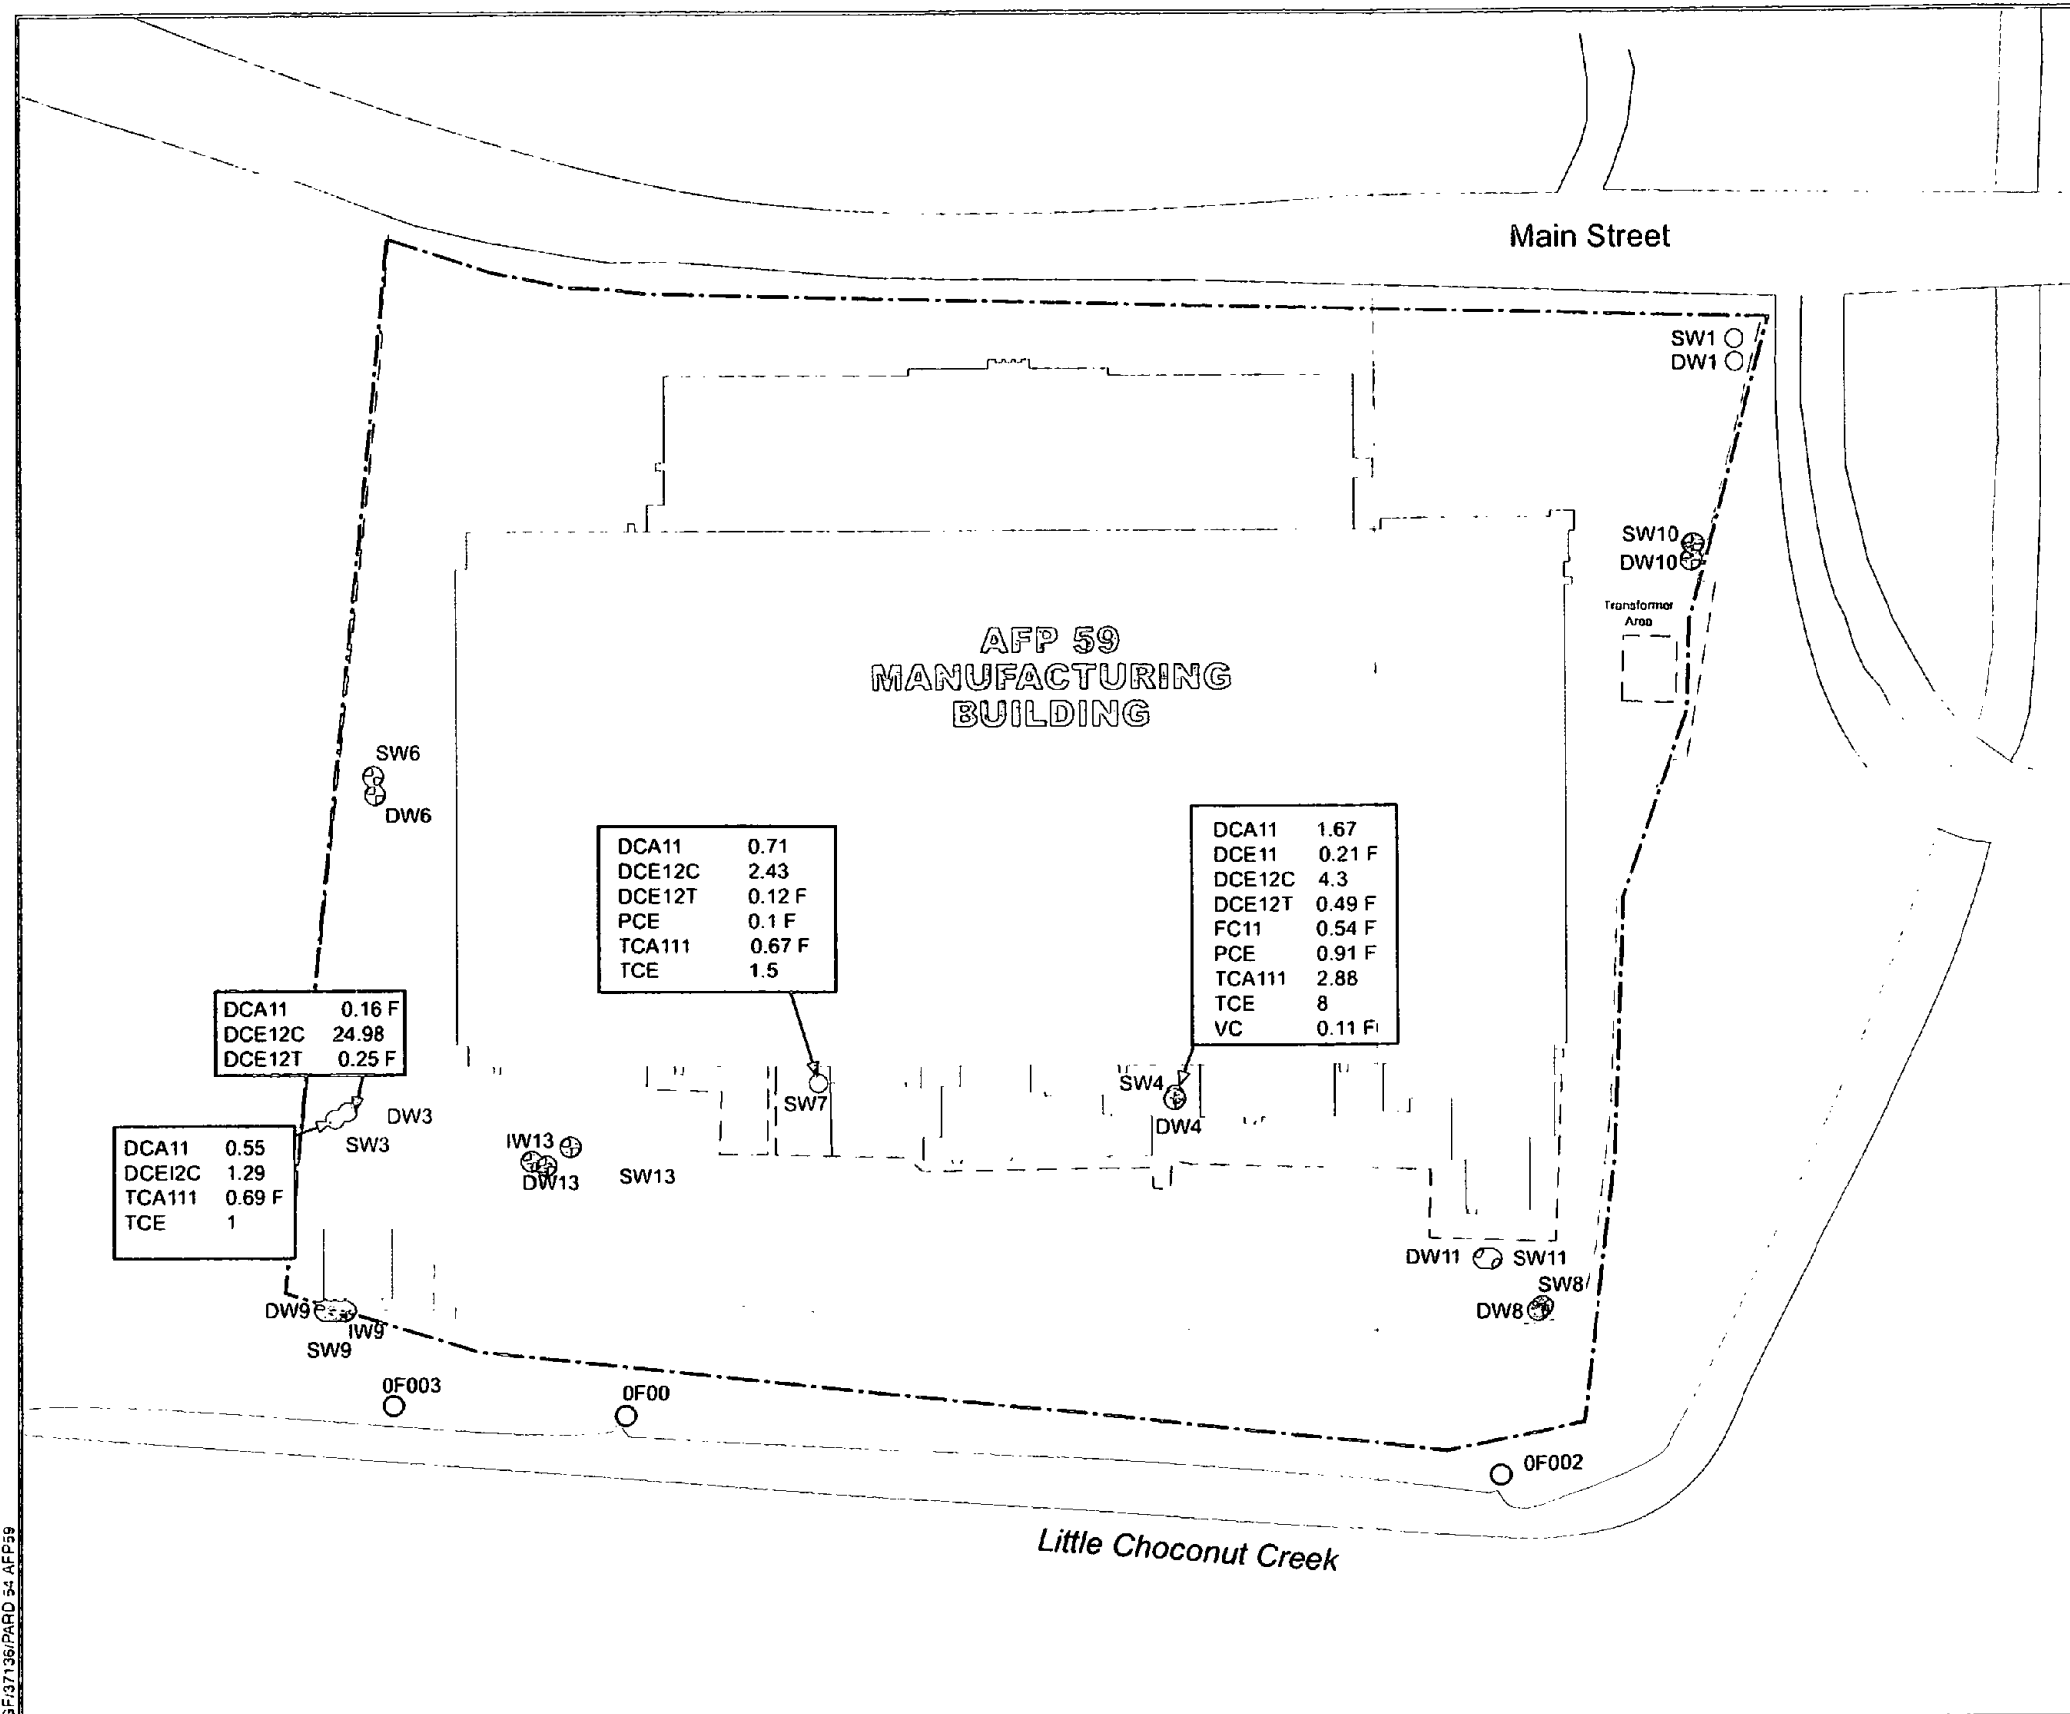 Main Street
SW1
DW1
SW10
DW10
Transformer
Area
AFP 59
MANUFACTURING
BUILDING
SW6
DW6
DCA11 0.71
DCE12C 2.43
DCE12T 0.12 F
PCE 0.1 F
TCA111 0.67 F
TCE 1.5
DCA11 1.67
DCE11 0.21 F
DCE12C 4.3
DCE12T 0.49 F
FC11 0.54 F
PCE 0.91 F
TCA111 2.88
TCE 8
VC 0.11 F
DCA11 0.16 F
DCE12C 24.98
DCE12T 0.25 F
DW3
SW3
DCA11 0.55
DCEI2C 1.29
TCA111 0.69 F
TCE 1
SW7
SW4
DW4
IW13
DW13
SW13
DW11
SW11
SW8
DW8
DW9
IW9
SW9
0F003
0F00
0F002
Little Choconut Creek